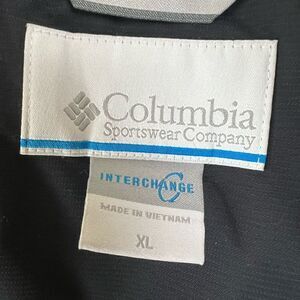 Columbia
Sportswear Company
INTERCHANGE
MADE IN VIETNAM
XL